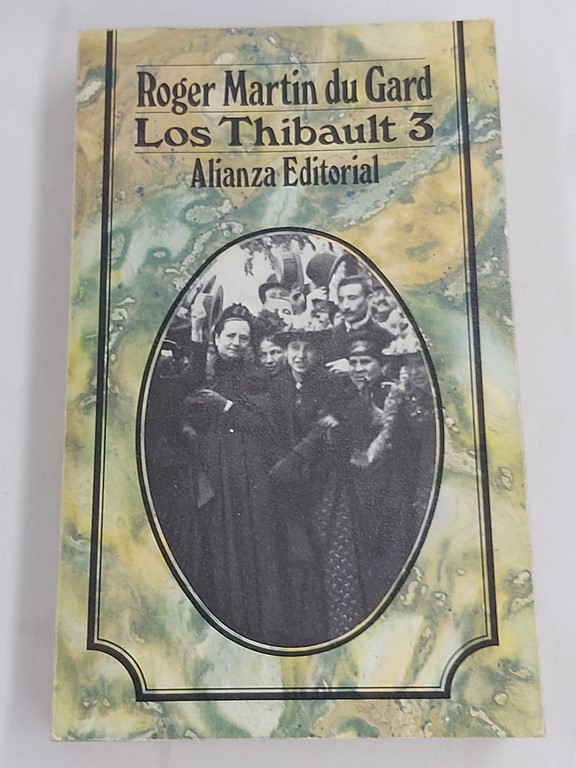 Roger Martin du Gard
Los Thibault 3
Alianza Editorial